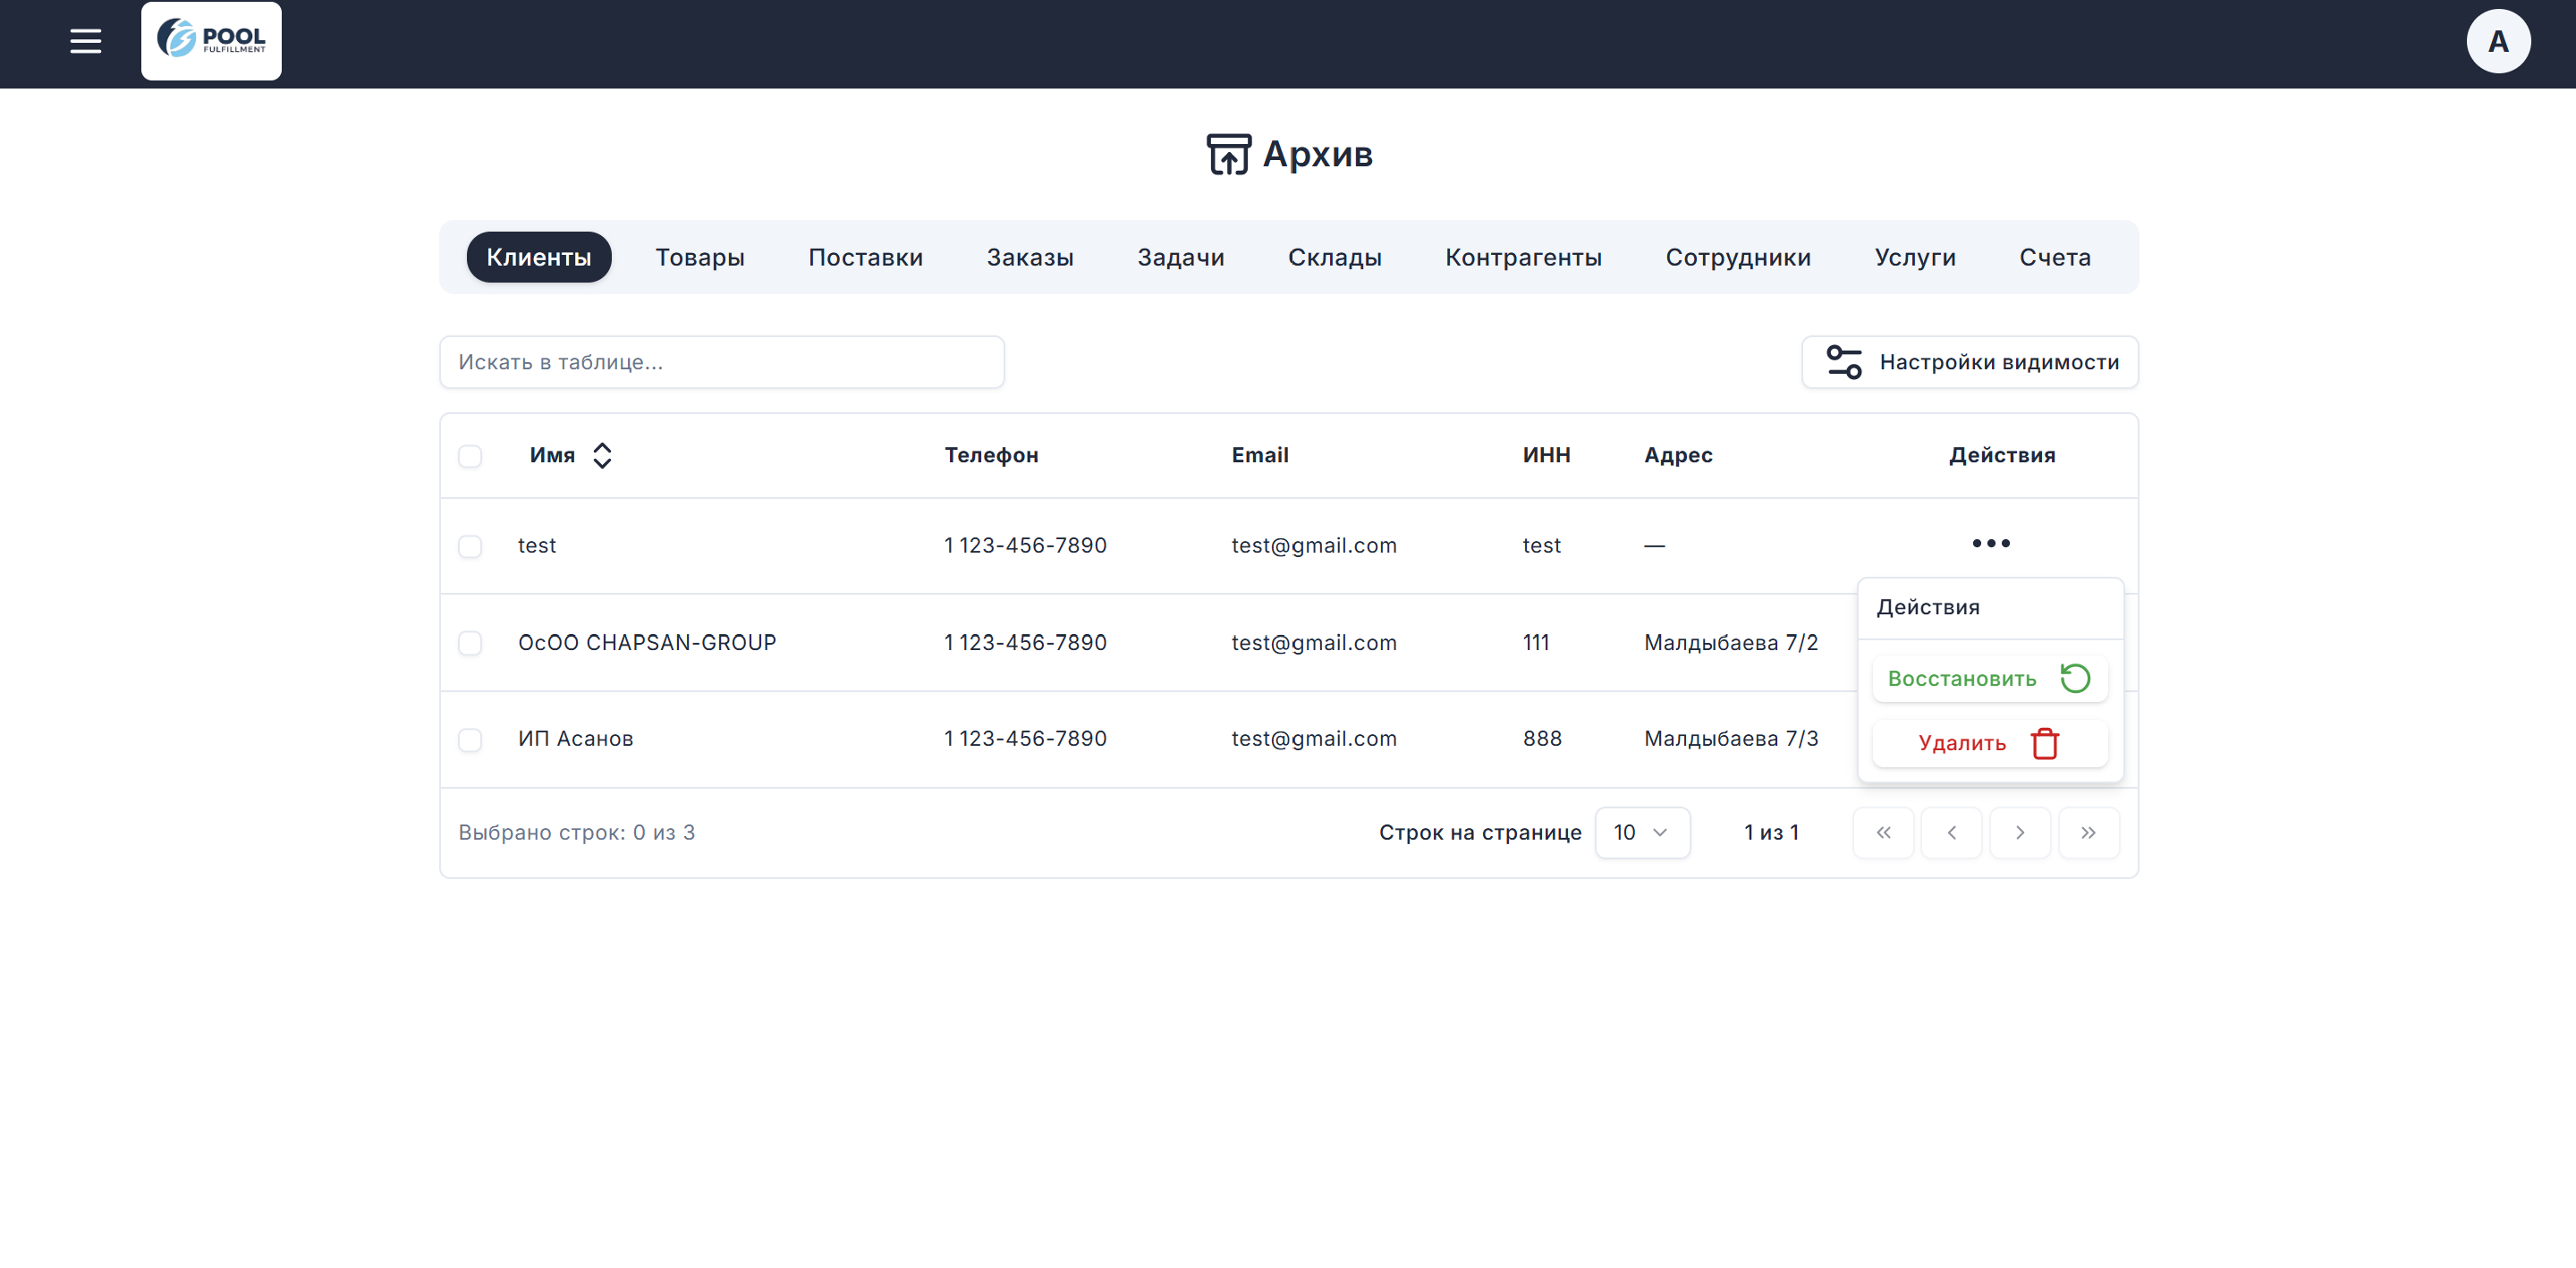 POOL
FULFILLMENT
A
Архив
Клиенты Товары Поставки Заказы Задачи Склады Контрагенты Сотрудники Услуги Счета
Искать в таблице...
Настройки видимости
Имя Телефон Email ИНН Адрес Действия
test 1 123-456-7890 test@gmail.com test —
Действия
ОсОО CHAPSAN-GROUP 1 123-456-7890 test@gmail.com 111 Малдыбаева 7/2
Восстановить
ИП Асанов 1 123-456-7890 test@gmail.com 888 Малдыбаева 7/3
Удалить
Выбрано строк: 0 из 3
Строк на странице 10 1 из 1